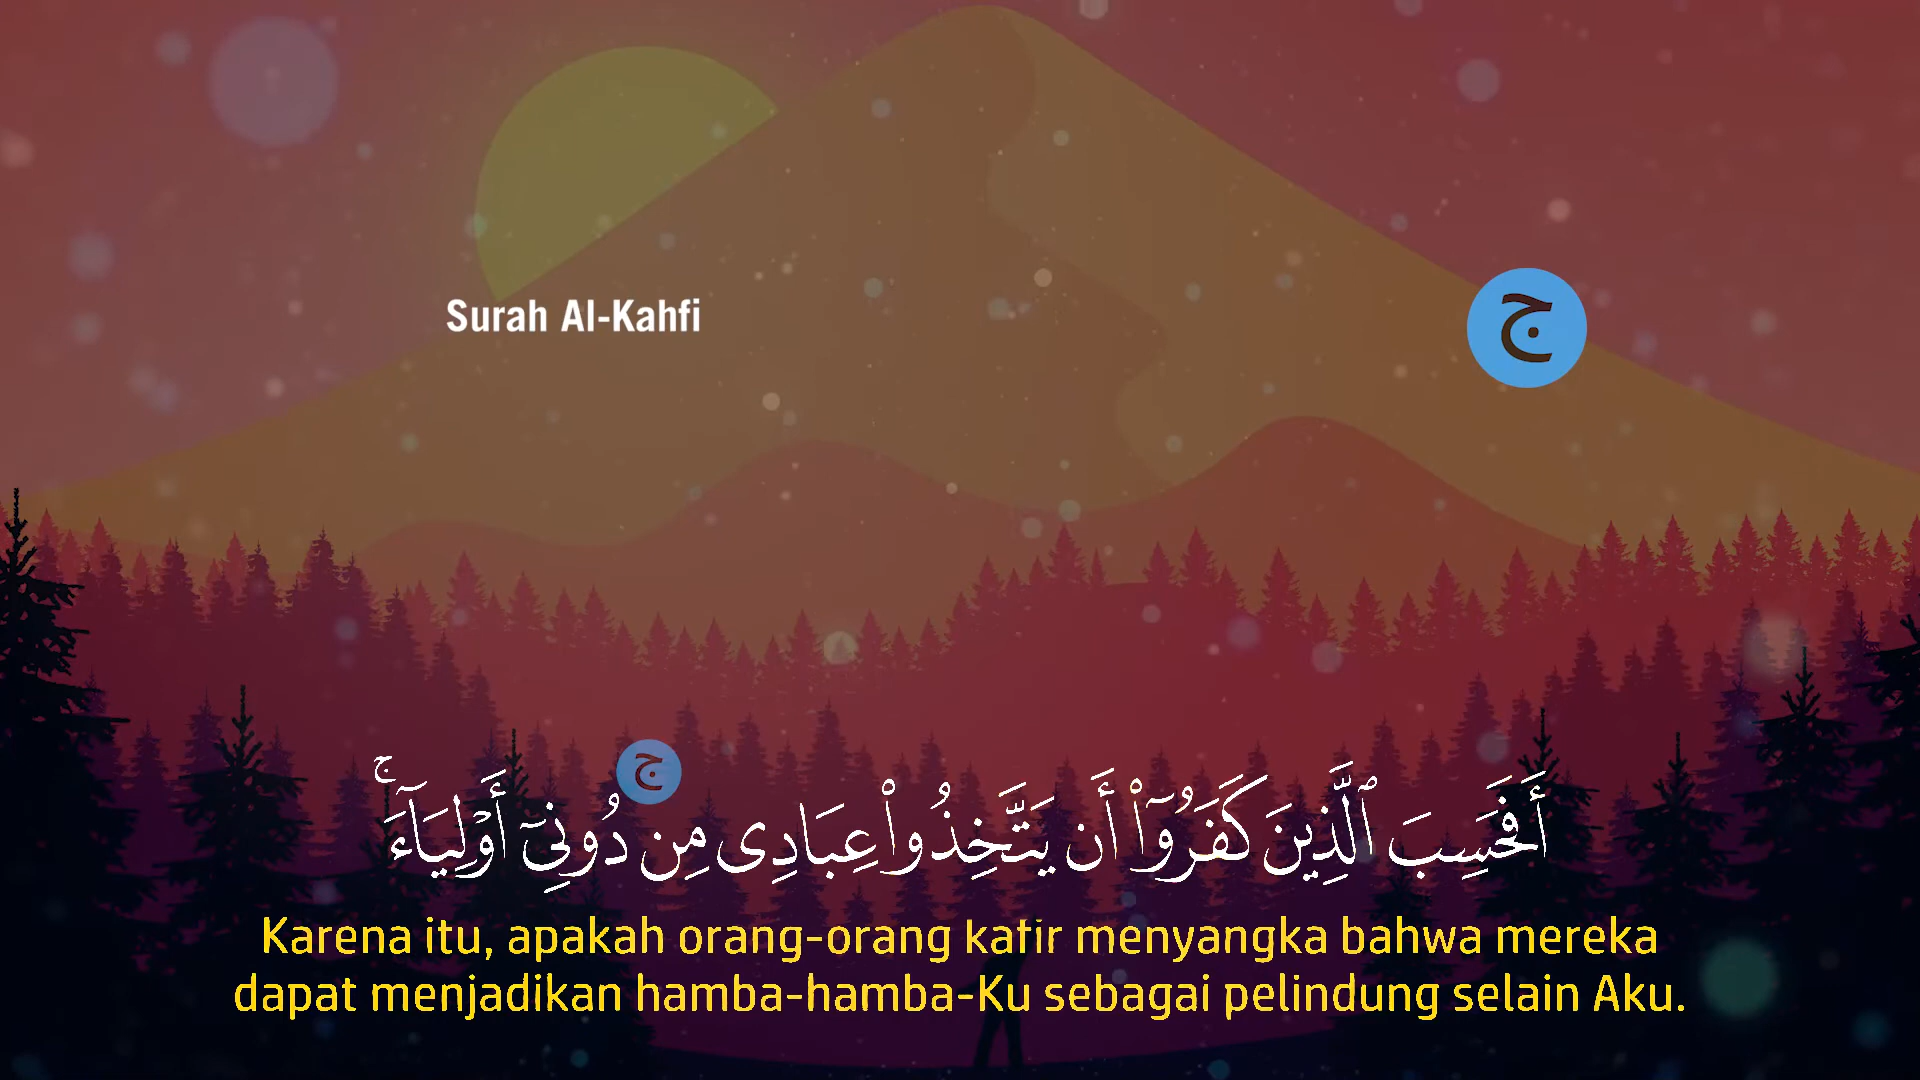 Surah Al-Kahfi
ج
ج
أَفَحَسِبَ ٱلَّذِينَ كَفَرُوٓا۟ أَن يَتَّخِذُوا۟ عِبَادِى مِن دُونِىٓ أَوْلِيَآءَ ۚ
Karena itu, apakah orang-orang kafir menyangka bahwa mereka
dapat menjadikan hamba-hamba-Ku sebagai pelindung selain Aku.